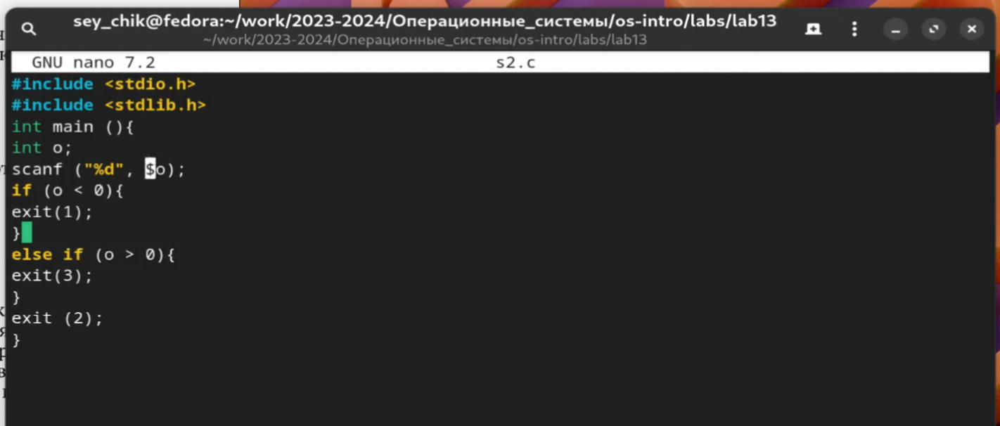 sey_chik@fedora:~/work/2023-2024/Операционные_системы/os-intro/labs/lab13
~/work/2023-2024/Операционные_системы/os-intro/labs/lab13
GNU nano 7.2 s2.c
#include <stdio.h>
#include <stdlib.h>
int main (){
int o;
scanf ("%d", $o);
if (o < 0){
exit(1);
}
else if (o > 0){
exit(3);
}
exit (2);
}